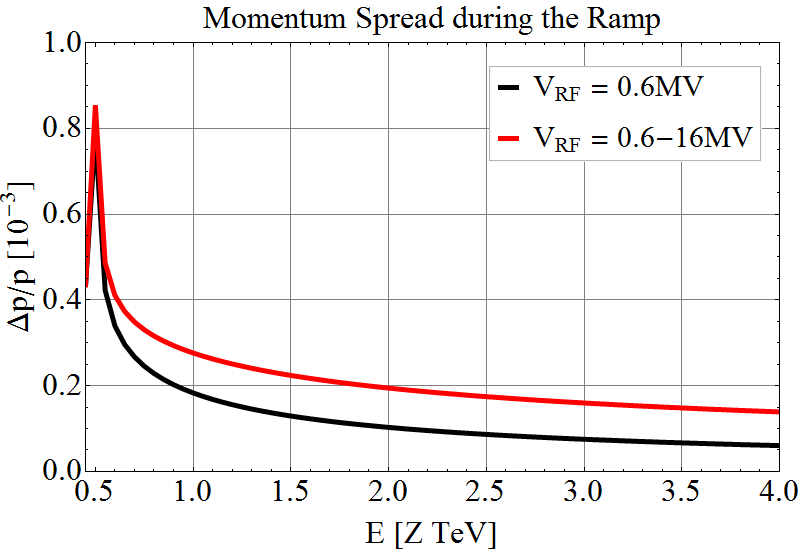 Momentum Spread during the Ramp
1.0
0.8
0.6
0.4
0.2
0.0
Δp/p [10⁻³]
V_RF = 0.6MV
V_RF = 0.6−16MV
0.5 1.0 1.5 2.0 2.5 3.0 3.5 4.0
E [Z TeV]